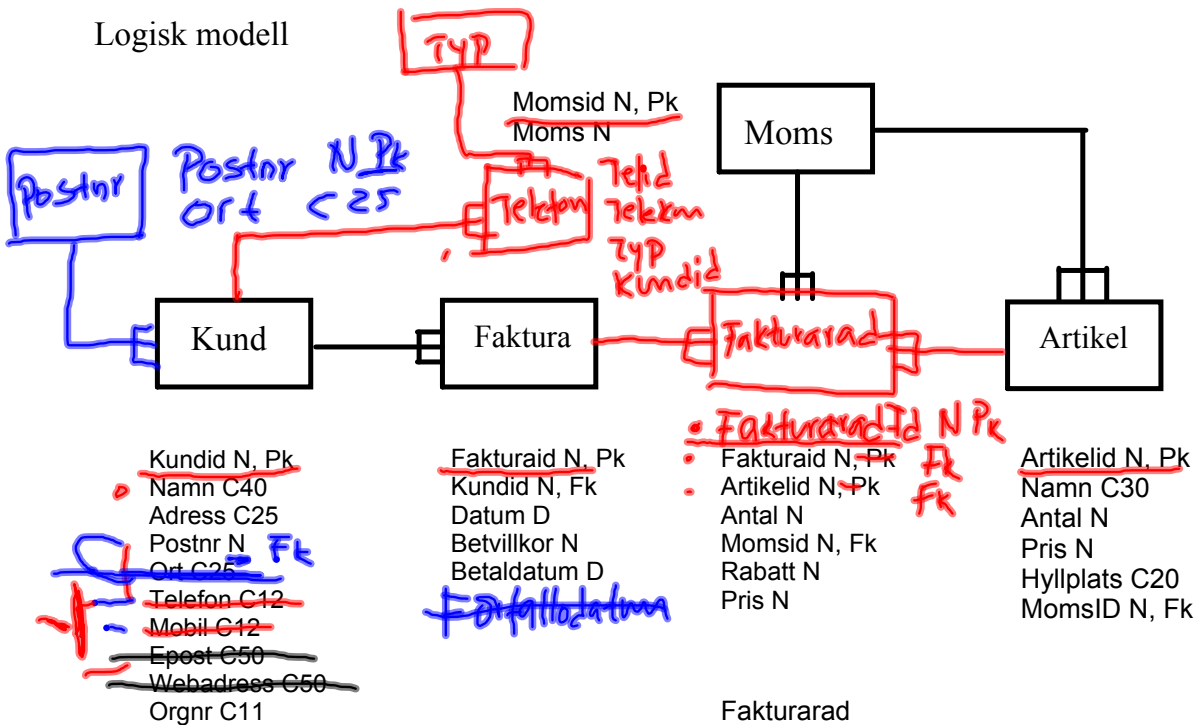 Logisk modell
Typ
Momsid N, Pk
Moms N
Moms
Postnr
Postnr N Pk
Ort C25
Telefon
Telid
Typ
Kundid
Kund
Faktura
Fakturarad
Artikel
FakturaradId N Pk
Kundid N, Pk
Namn C40
Adress C25
Postnr N Fk
Ort C25
Telefon C12
Mobil C12
Epost C50
Webadress C50
Orgnr C11
Fakturaid N, Pk
Kundid N, Fk
Datum D
Betvillkor N
Betaldatum D
Fakturaid N, Pk Fk
Artikelid N, Pk Fk
Antal N
Momsid N, Fk
Rabatt N
Pris N
Fakturarad
Artikelid N, Pk
Namn C30
Antal N
Pris N
Hyllplats C20
MomsID N, Fk